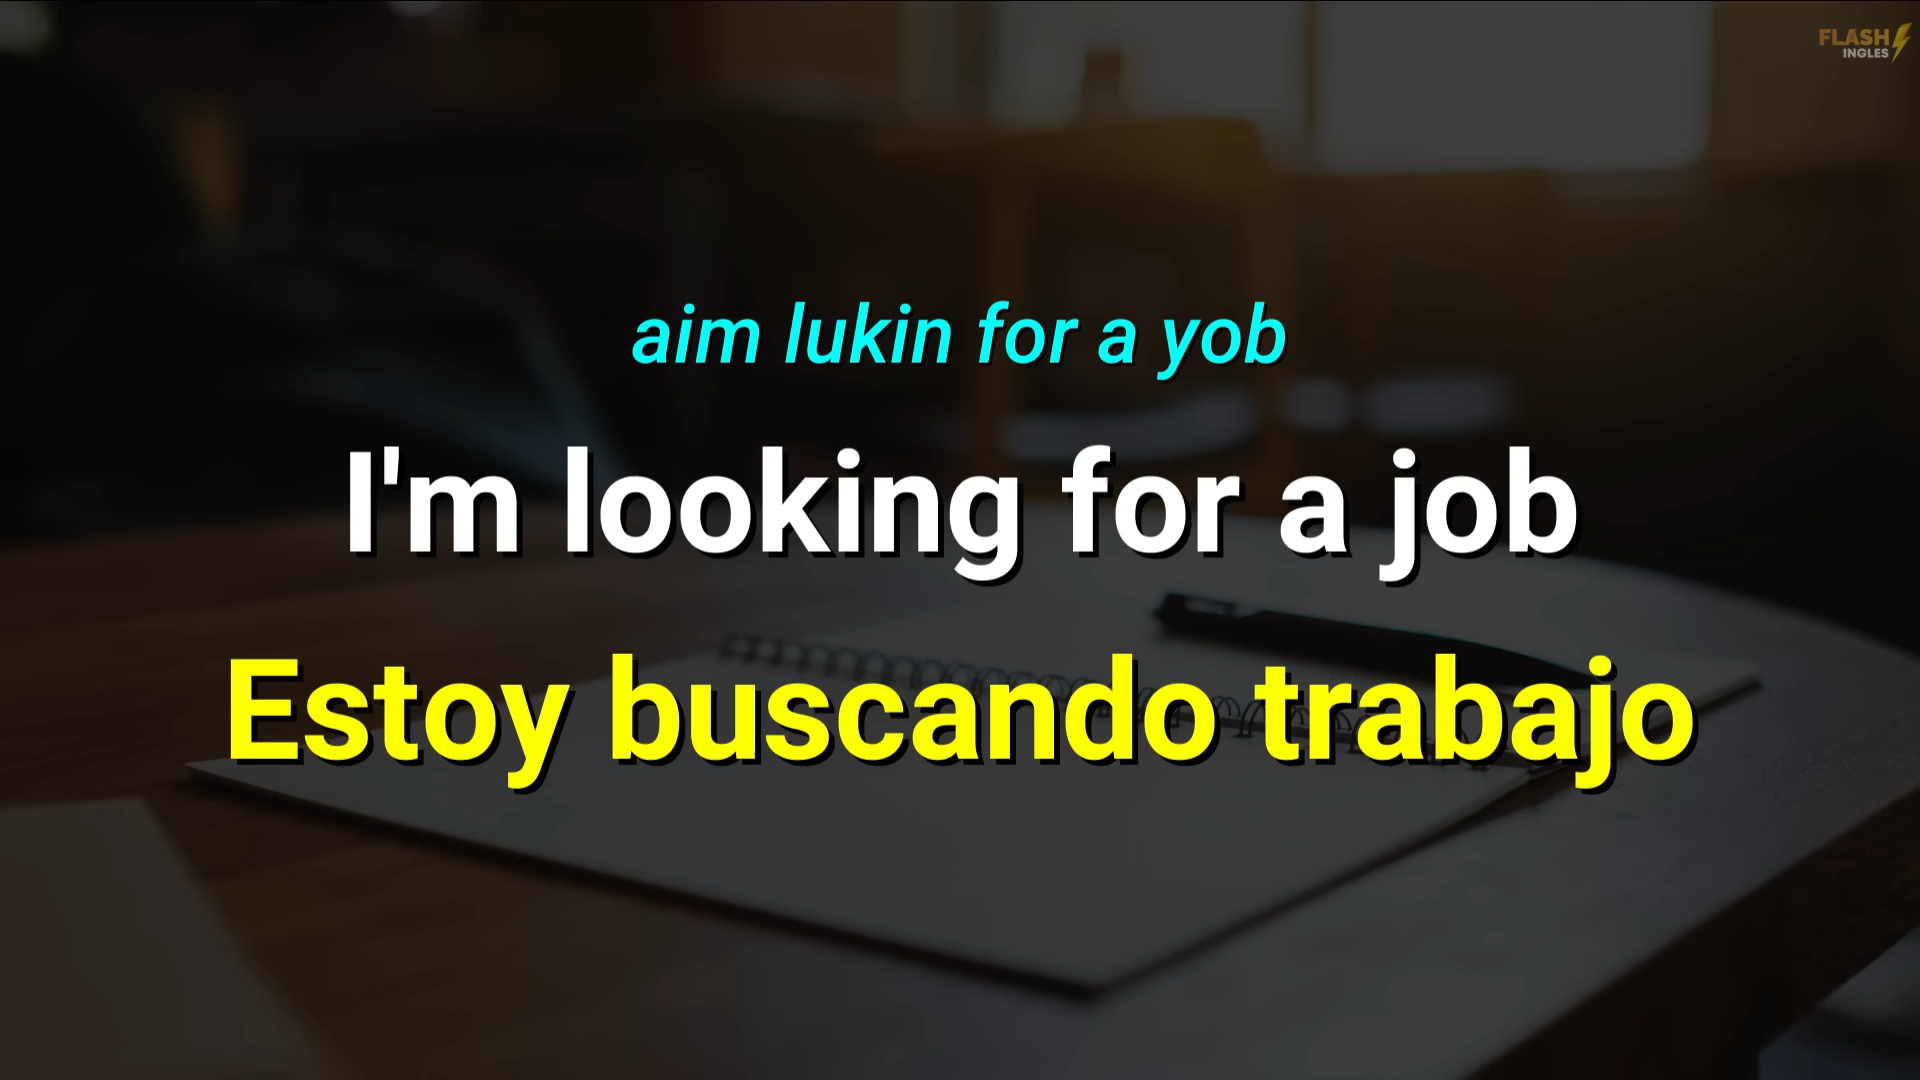 FLASH
INGLES
aim lukin for a yob
I'm looking for a job
Estoy buscando trabajo